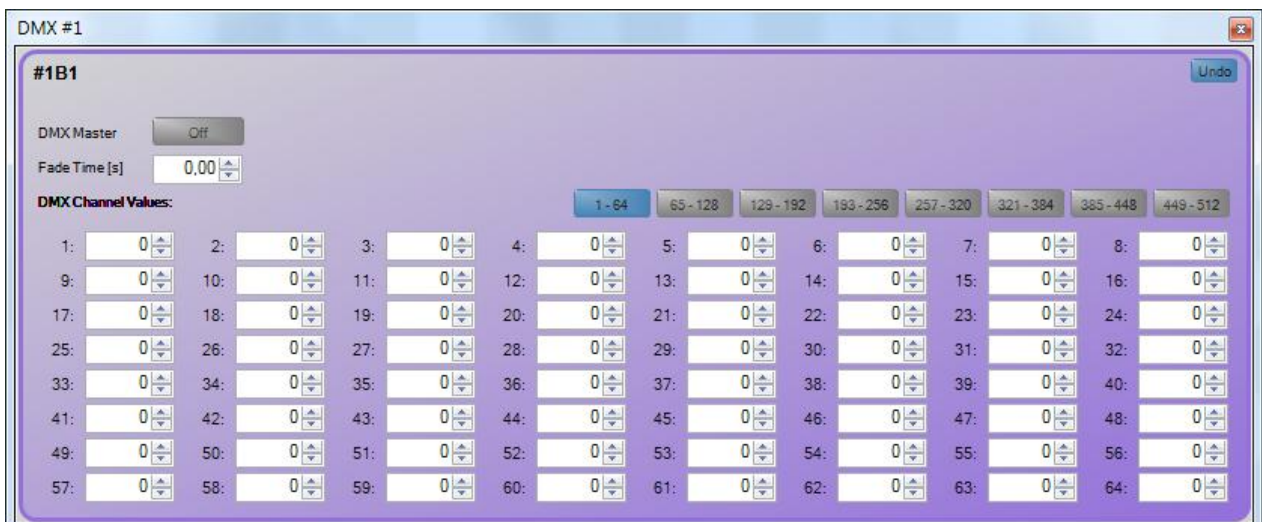 DMX #1
#1B1 Undo
DMX Master Off
Fade Time [s] 0,00
DMX Channel Values: 1 - 64 65 - 128 129 - 192 193 - 256 257 - 320 321 - 384 385 - 448 449 - 512
1: 0 2: 0 3: 0 4: 0 5: 0 6: 0 7: 0 8: 0
9: 0 10: 0 11: 0 12: 0 13: 0 14: 0 15: 0 16: 0
17: 0 18: 0 19: 0 20: 0 21: 0 22: 0 23: 0 24: 0
25: 0 26: 0 27: 0 28: 0 29: 0 30: 0 31: 0 32: 0
33: 0 34: 0 35: 0 36: 0 37: 0 38: 0 39: 0 40: 0
41: 0 42: 0 43: 0 44: 0 45: 0 46: 0 47: 0 48: 0
49: 0 50: 0 51: 0 52: 0 53: 0 54: 0 55: 0 56: 0
57: 0 58: 0 59: 0 60: 0 61: 0 62: 0 63: 0 64: 0